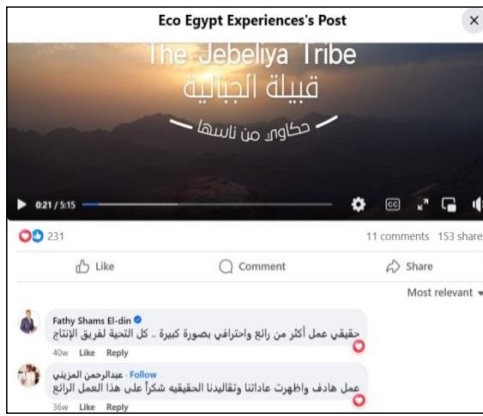 Eco Egypt Experiences's Post
The Jebeliya Tribe
قبيلة الجبالية
حكاوي من ناسها
0:21 / 5:15
CC
231
11 comments 153 share
Like Comment Share
Most relevant
Fathy Shams El-din
حقيقي عمل أكثر من رائع واحترافي بصورة كبيرة .. كل التحية لفريق الإنتاج
40w Like Reply
عبدالرحمن المزيني · Follow
عمل هادف واظهرت عاداتنا وتقاليدنا الحقيقيه شكراً على هذا العمل الرائع
36w Like Reply